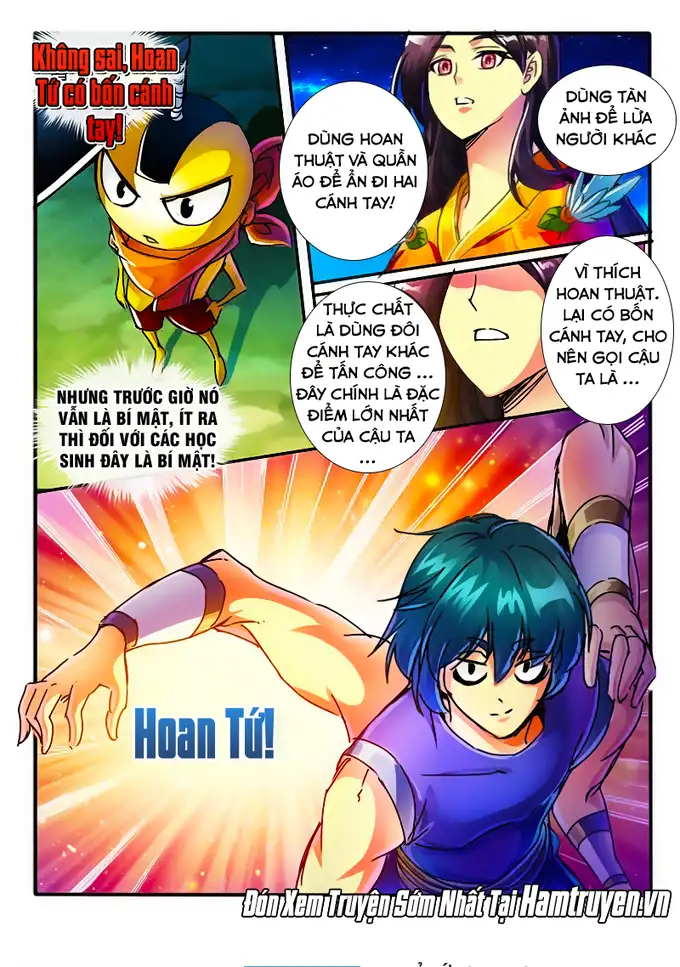 Không sai, Hoan
Tứ có bốn cánh
tay!
DÙNG HOAN
THUẬT VÀ QUẦN
ÁO ĐỂ ẨN ĐI HAI
CÁNH TAY!
DÙNG TÀN
ẢNH ĐỂ LỪA
NGƯỜI KHÁC
NHƯNG TRƯỚC GIỜ NÓ
VẪN LÀ BÍ MẬT, ÍT RA
THÌ ĐỐI VỚI CÁC HỌC
SINH ĐÂY LÀ BÍ MẬT!
THỰC CHẤT
LÀ DÙNG ĐÔI
CÁNH TAY KHÁC
ĐỂ TẤN CÔNG ...
ĐÂY CHÍNH LÀ ĐẶC
ĐIỂM LỚN NHẤT
CỦA CẬU TA
...
VÌ THÍCH
HOAN THUẬT.
LẠI CÓ BỐN
CÁNH TAY, CHO
NÊN GỌI CẬU
TA LÀ ...
Hoan Tứ!
Đón Xem Truyện Sớm Nhất Tại Hamtruyen.vn